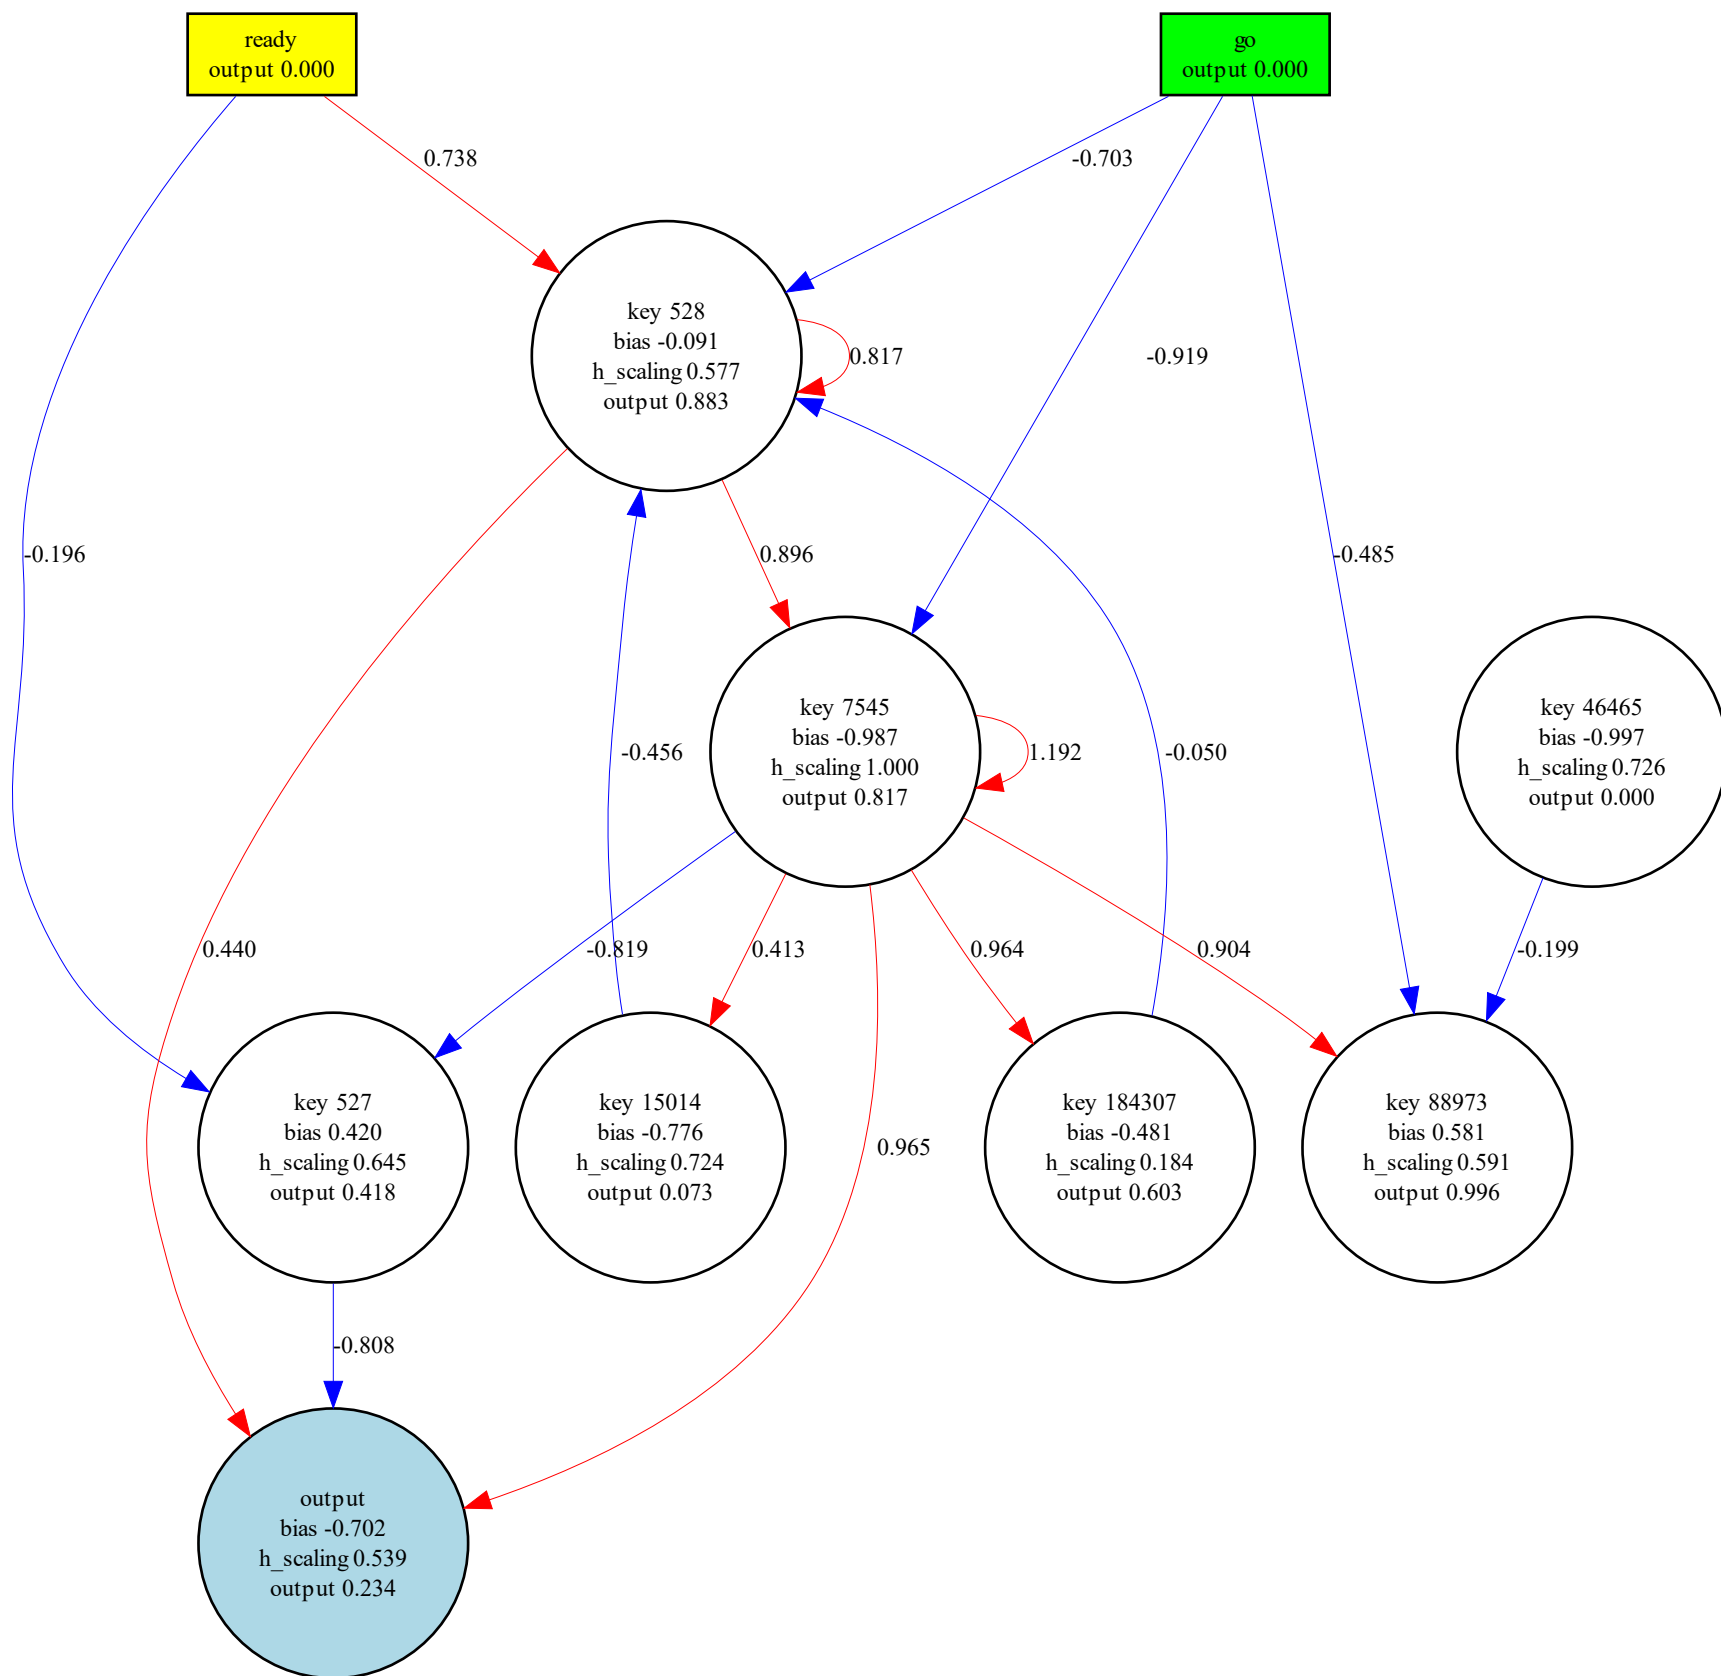 ready
output 0.000
go
output 0.000
0.738
-0.703
key 528
bias -0.091
h_scaling 0.577
output 0.883
0.817
-0.919
-0.196
0.896
-0.485
key 7545
bias -0.987
h_scaling 1.000
output 0.817
1.192
-0.456
-0.050
key 46465
bias -0.997
h_scaling 0.726
output 0.000
0.440
-0.819
0.413
0.964
0.904
-0.199
key 527
bias 0.420
h_scaling 0.645
output 0.418
key 15014
bias -0.776
h_scaling 0.724
output 0.073
0.965
key 184307
bias -0.481
h_scaling 0.184
output 0.603
key 88973
bias 0.581
h_scaling 0.591
output 0.996
-0.808
output
bias -0.702
h_scaling 0.539
output 0.234